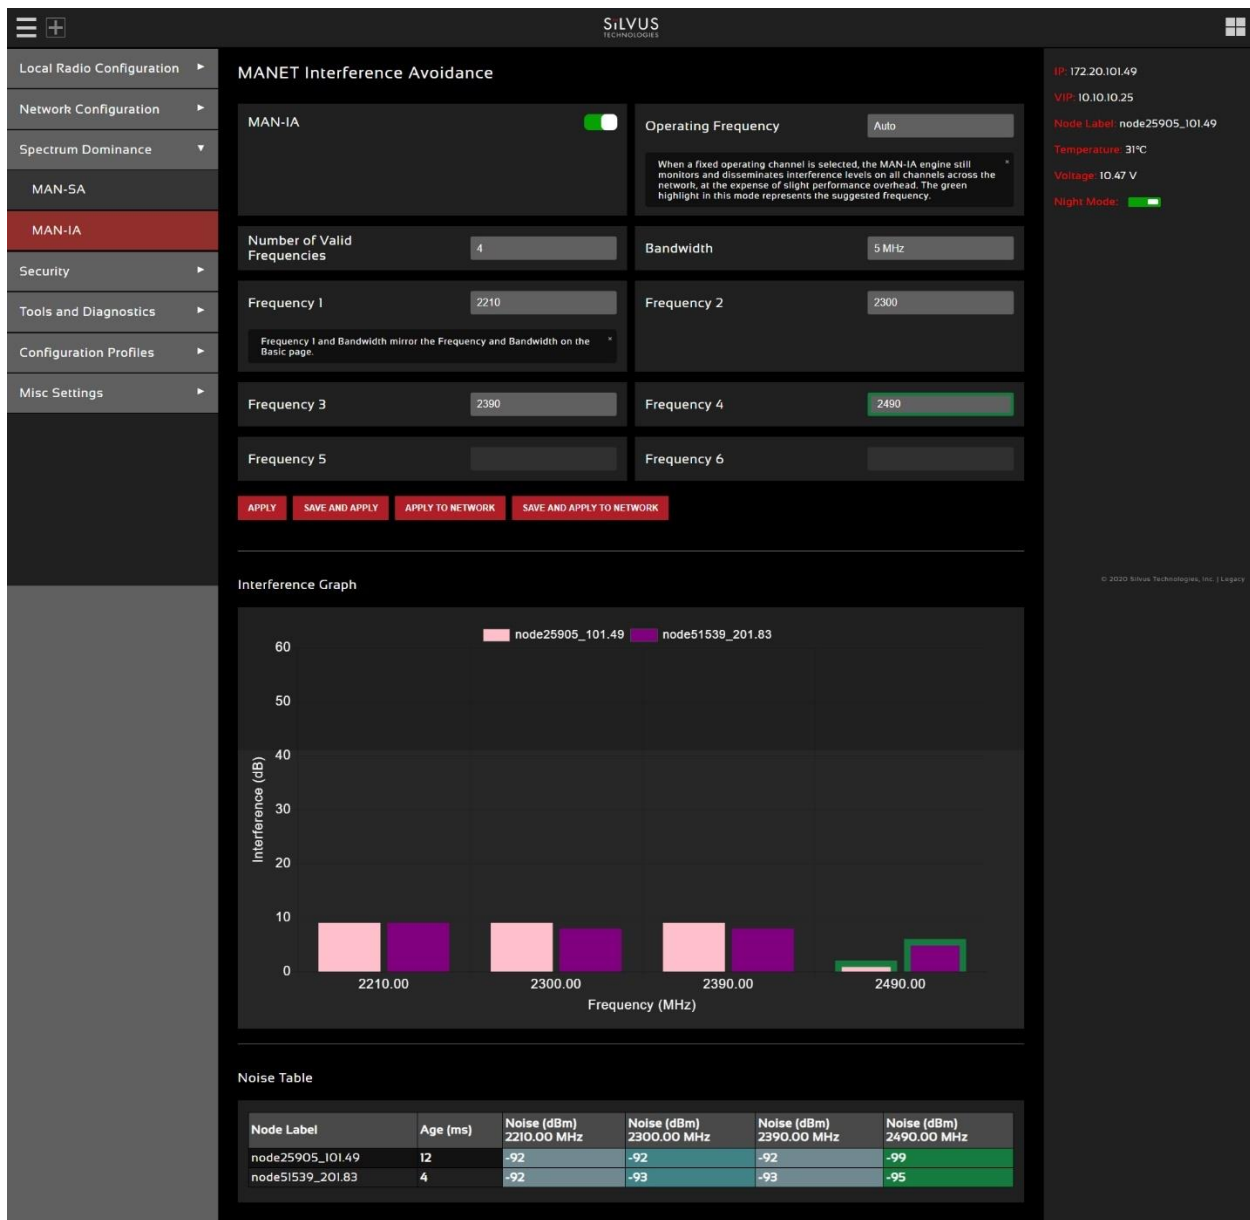 SiLVUS
TECHNOLOGIES
Local Radio Configuration
Network Configuration
Spectrum Dominance
MAN-SA
MAN-IA
Security
Tools and Diagnostics
Configuration Profiles
Misc Settings
MANET Interference Avoidance
MAN-IA
Operating Frequency
Auto
When a fixed operating channel is selected, the MAN-IA engine still
monitors and disseminates interference levels on all channels across the
network, at the expense of slight performance overhead. The green
highlight in this mode represents the suggested frequency.
Number of Valid
Frequencies
4
Bandwidth
5 MHz
Frequency 1
2210
Frequency 1 and Bandwidth mirror the Frequency and Bandwidth on the
Basic page.
Frequency 2
2300
Frequency 3
2390
Frequency 4
2490
Frequency 5
Frequency 6
APPLY
SAVE AND APPLY
APPLY TO NETWORK
SAVE AND APPLY TO NETWORK
IP: 172.20.101.49
VIP: 10.10.10.25
Node Label: node25905_101.49
Temperature: 31°C
Voltage: 10.47 V
Night Mode:
© 2020 Silvus Technologies, Inc. | Legacy
Interference Graph
node25905_101.49
node51539_201.83
60
50
40
30
20
10
0
Interference (dB)
2210.00
2300.00
2390.00
2490.00
Frequency (MHz)
Noise Table
Node Label Age (ms) Noise (dBm) 2210.00 MHz Noise (dBm) 2300.00 MHz Noise (dBm) 2390.00 MHz Noise (dBm) 2490.00 MHz
node25905_101.49 12 -92 -92 -92 -99
node51539_201.83 4 -92 -93 -93 -95